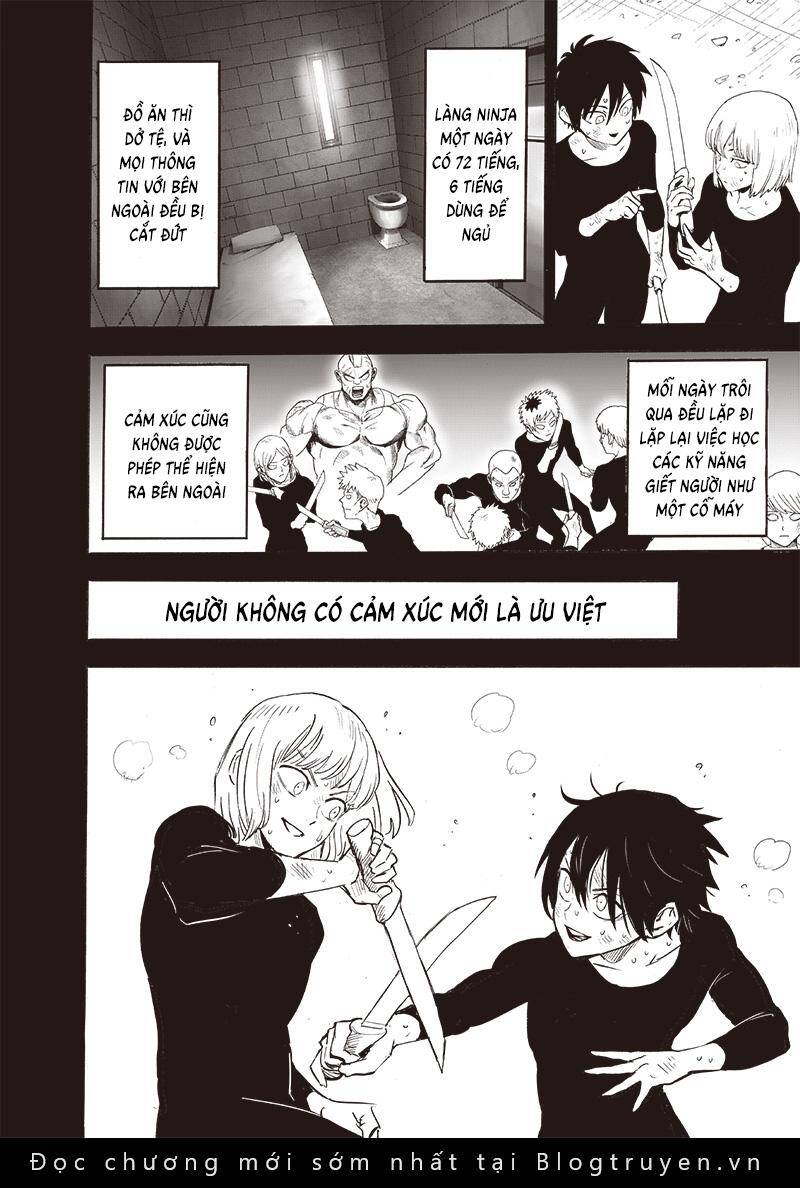 LÀNG NINJA
MỘT NGÀY
CÓ 72 TIẾNG,
6 TIẾNG
DÙNG ĐỂ
NGỦ
ĐỒ ĂN THÌ
DỞ TỆ, VÀ
MỌI THÔNG
TIN VỚI BÊN
NGOÀI ĐỀU BỊ
CẮT ĐỨT
MỖI NGÀY TRÔI
QUA ĐỀU LẶP ĐI
LẶP LẠI VIỆC HỌC
CÁC KỸ NĂNG
GIẾT NGƯỜI NHƯ
MỘT CỖ MÁY
CẢM XÚC CŨNG
KHÔNG ĐƯỢC
PHÉP THỂ HIỆN
RA BÊN NGOÀI
NGƯỜI KHÔNG CÓ CẢM XÚC MỚI LÀ ƯU VIỆT
Đọc chương mới sớm nhất tại Blogtruyen.vn